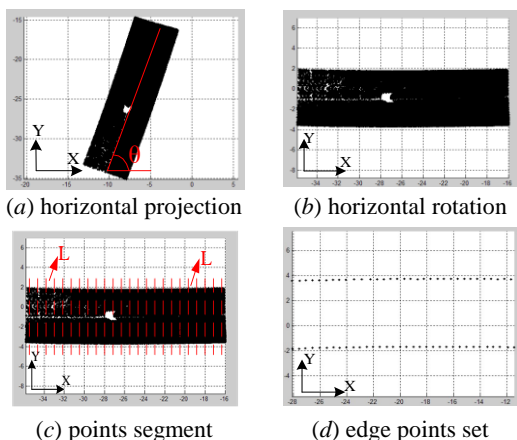 -15
-20
-25
-30
-35
-20 -15 -10 -5 0 5
Y
X
θ
(a) horizontal projection
6
4
2
0
-2
-4
-6
-8
-34 -32 -30 -28 -26 -24 -22 -20 -18 -16
Y
X
(b) horizontal rotation
6
4
2
0
-2
-4
-6
-8
-34 -32 -30 -28 -26 -24 -22 -20 -18 -16
L
L
Y
X
(c) points segment
6
4
2
0
-2
-4
-28 -26 -24 -22 -20 -18 -16 -14 -12
Y
X
(d) edge points set